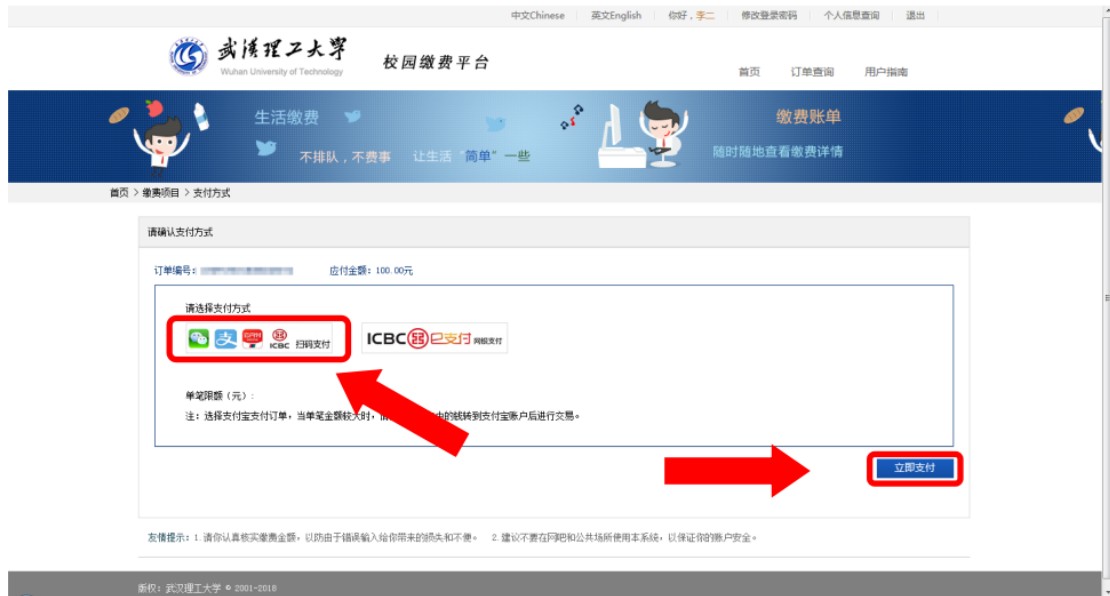 中文Chinese 英文English 你好，李二 修改登录密码 个人信息查询 退出
武汉理工大学 Wuhan University of Technology 校园缴费平台
首页 订单查询 用户指南
生活缴费
不排队，不费事 让生活“简单”一些
缴费账单
随时随地查看缴费详情
首页 > 缴费项目 > 支付方式
请确认支付方式
订单编号： 应付金额：100.00元
请选择支付方式
ICBC 扫码支付 ICBC e支付 网银支付
单笔限额（元）：
注：选择支付宝支付订单，当单笔金额较大时，中的钱转到支付宝账户后进行交易。
立即支付
友情提示：1.请你认真核实缴费金额，以防由于错误输入给你带来的损失和不便。 2.建议不要在网吧和公共场所使用本系统，以保证你的账户安全。
版权：武汉理工大学 © 2001-2018